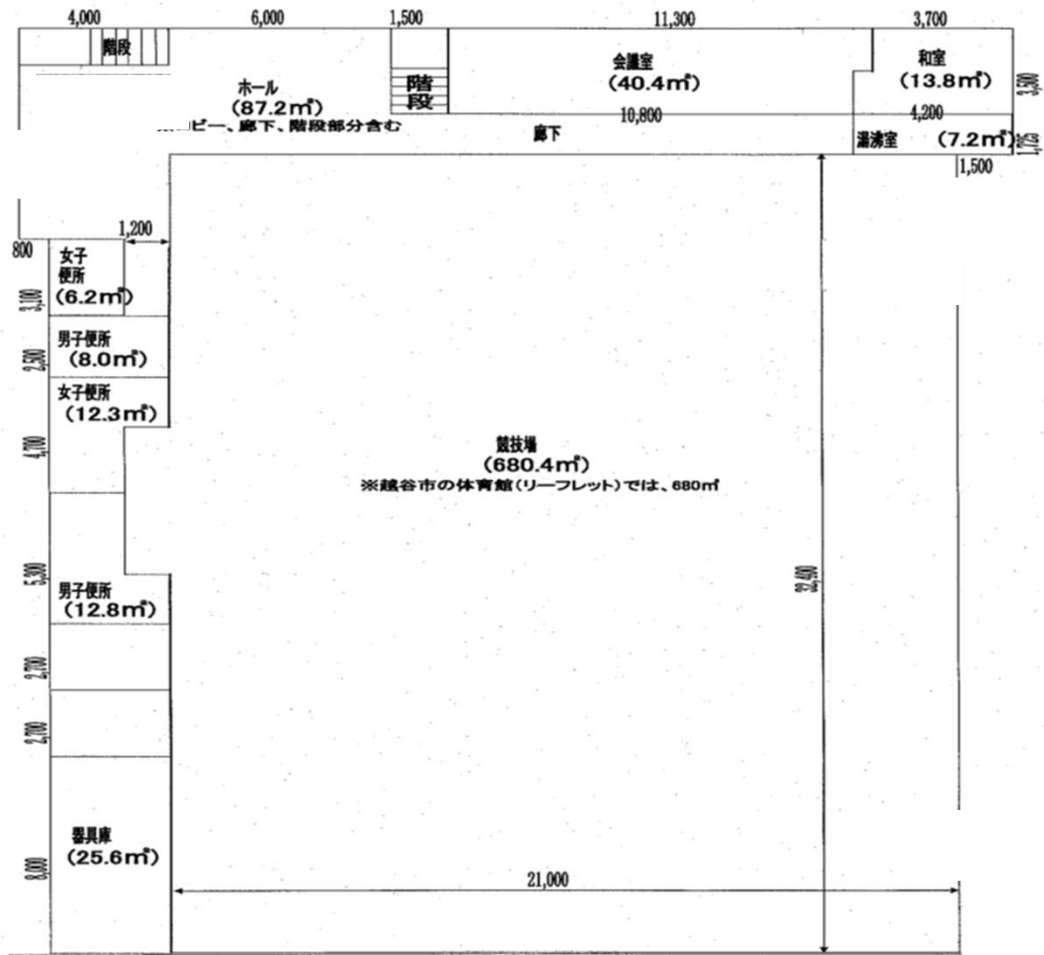 4,000 6,000 1,500 11,300 3,700
階段
ホール
(87.2㎡)
ビー、廊下、階段部分含む
階段
会議室
(40.4㎡)
和室
(13.8㎡)
3,500
10,800
4,200
廊下
湯沸室 (7.2㎡)
1,500
800
1,200
女子
便所
(6.2㎡)
3,100
男子便所
(8.0㎡)
2,500
女子便所
(12.3㎡)
4,700
競技場
(680.4㎡)
※越谷市の体育館(リーフレット)では、680㎡
5,300
男子便所
(12.8㎡)
32,400
2,700
2,700
器具庫
(25.6㎡)
8,000
21,000